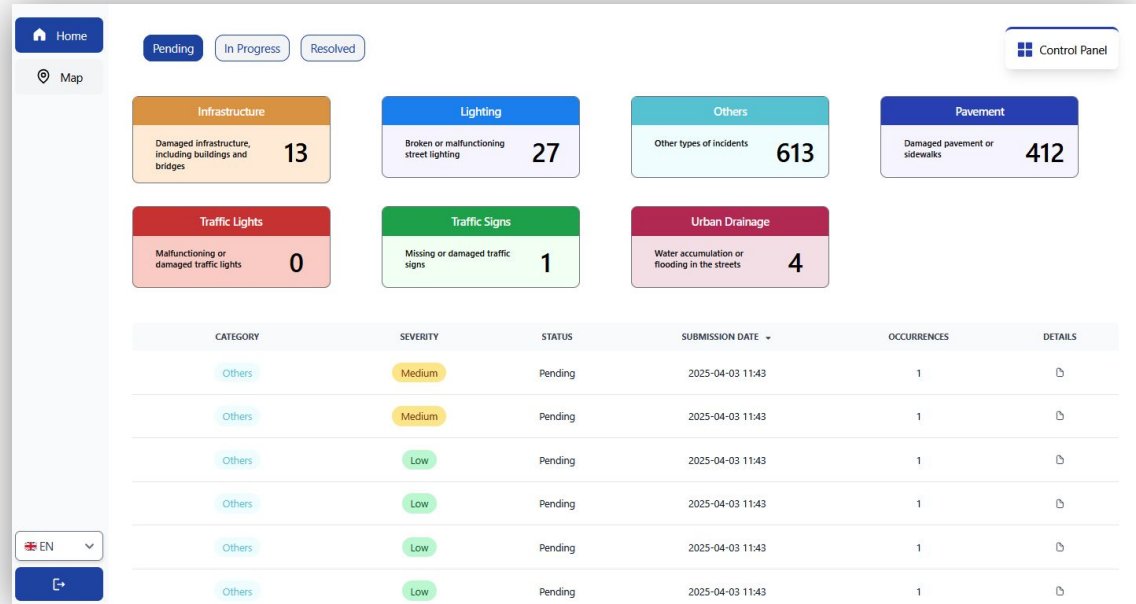 Home
Map
Pending In Progress Resolved
Control Panel
Infrastructure
Damaged infrastructure,
including buildings and
bridges
13
Lighting
Broken or malfunctioning
street lighting
27
Others
Other types of incidents
613
Pavement
Damaged pavement or
sidewalks
412
Traffic Lights
Malfunctioning or
damaged traffic lights
0
Traffic Signs
Missing or damaged traffic
signs
1
Urban Drainage
Water accumulation or
flooding in the streets
4
CATEGORY SEVERITY STATUS SUBMISSION DATE OCCURRENCES DETAILS
Others Medium Pending 2025-04-03 11:43 1
Others Medium Pending 2025-04-03 11:43 1
Others Low Pending 2025-04-03 11:43 1
Others Low Pending 2025-04-03 11:43 1
Others Low Pending 2025-04-03 11:43 1
Others Low Pending 2025-04-03 11:43 1
EN